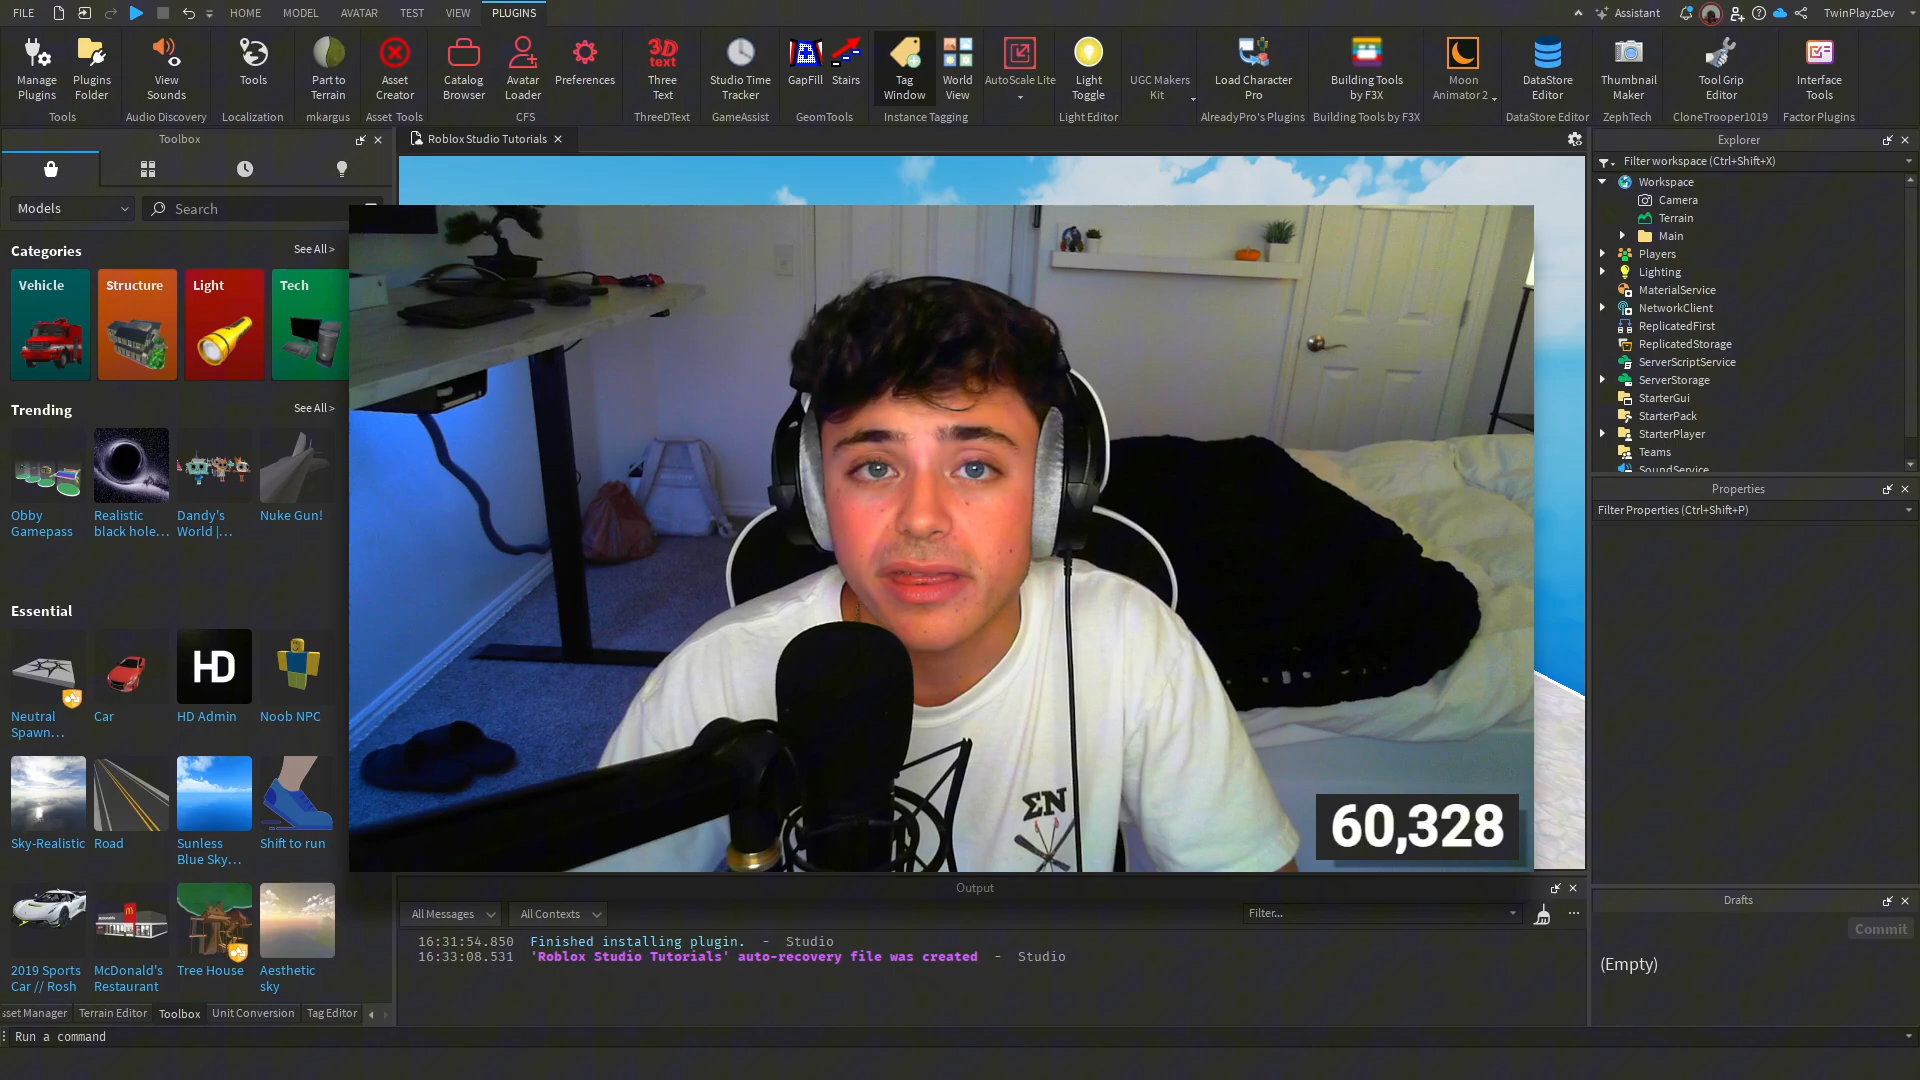 FILE HOME MODEL AVATAR TEST VIEW PLUGINS Assistant TwinPlayzDev
Manage Plugins
Plugins Folder
View Sounds
Tools
Part to Terrain
Asset Creator
Catalog Browser
Avatar Loader
Preferences
Three Text
Studio Time Tracker
GapFill
Stairs
Tag Window
World View
AutoScale Lite
Light Toggle
UGC Makers Kit
Load Character Pro
Building Tools by F3X
Moon Animator 2
DataStore Editor
Thumbnail Maker
Tool Grip Editor
Interface Tools
3D text
Tools Audio Discovery Localization mkargus Asset Tools CFS ThreeDText GameAssist GeomTools Instance Tagging Light Editor AlreadyPro's Plugins Building Tools by F3X DataStore Editor ZephTech CloneTrooper1019 Factor Plugins
Toolbox
Models
Search
Categories See All >
Vehicle Structure Light Tech
Trending See All >
Obby Gamepass
Realistic black hole...
Dandy's World |...
Nuke Gun!
Essential
HD
Neutral Spawn...
Car
HD Admin
Noob NPC
Sky-Realistic
Road
Sunless Blue Sky...
Shift to run
2019 Sports Car // Rosh
McDonald's Restaurant
Tree House
Aesthetic sky
sset Manager Terrain Editor Toolbox Unit Conversion Tag Editor
Run a command
Roblox Studio Tutorials
ΣN
60,328
Output
All Messages All Contexts Filter...
16:31:54.850 Finished installing plugin. - Studio
16:33:08.531 'Roblox Studio Tutorials' auto-recovery file was created - Studio
Explorer
Filter workspace (Ctrl+Shift+X)
Workspace
Camera
Terrain
Main
Players
Lighting
MaterialService
NetworkClient
ReplicatedFirst
ReplicatedStorage
ServerScriptService
ServerStorage
StarterGui
StarterPack
StarterPlayer
Teams
SoundService
Properties
Filter Properties (Ctrl+Shift+P)
Drafts
Commit
(Empty)